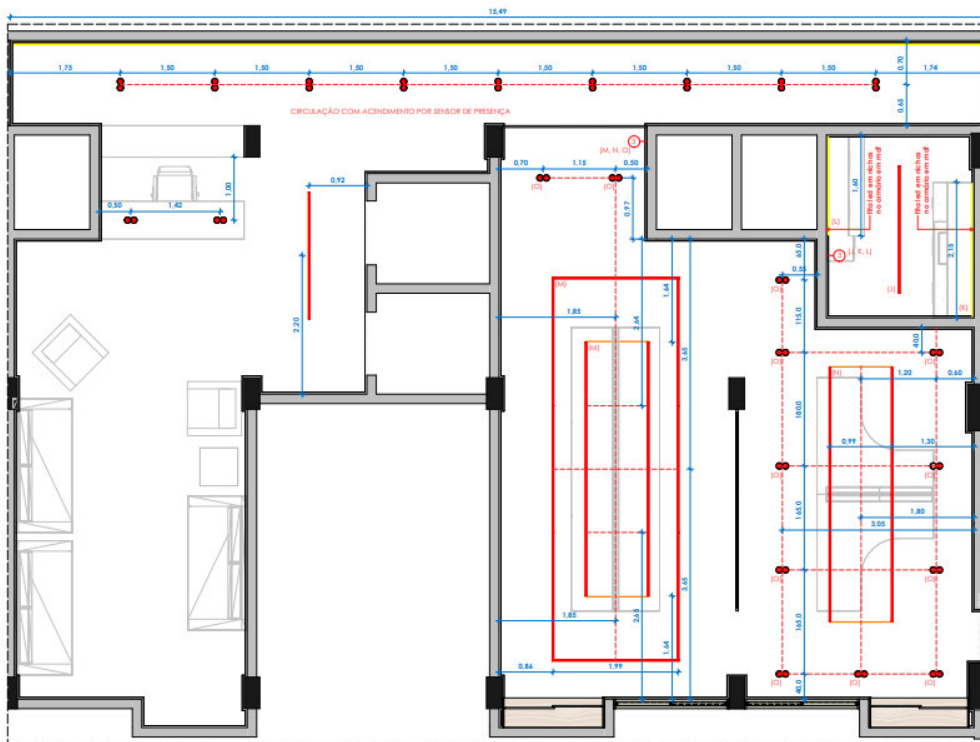 15,49
1,75
1,50
1,50
1,50
1,50
1,50
1,50
1,50
1,50
1,74
0,70
0,65
CIRCULAÇÃO COM ACENDIMENTO POR SENSOR DE PRESENÇA
3
(M, N, O)
0,70
1,15
0,50
(O)
(O)
0,97
1,00
0,50
1,42
0,92
2,20
1,60
fita led em nichos
no armário em mdf
fita led em nichos
no armário em mdf
(L)
3
(J, K, L)
2,15
(J)
(K)
65,0
0,55
(M)
1,64
2,64
3,65
1,85
(M)
(O)
115,0
40,0
(O)
(O)
(N)
1,20
0,60
180,0
0,99
1,30
(O)
(O)
165,0
1,80
3,05
(O)
(O)
3,65
2,65
1,85
1,64
165,0
0,86
1,99
40,0
(O)
(O)
(O)